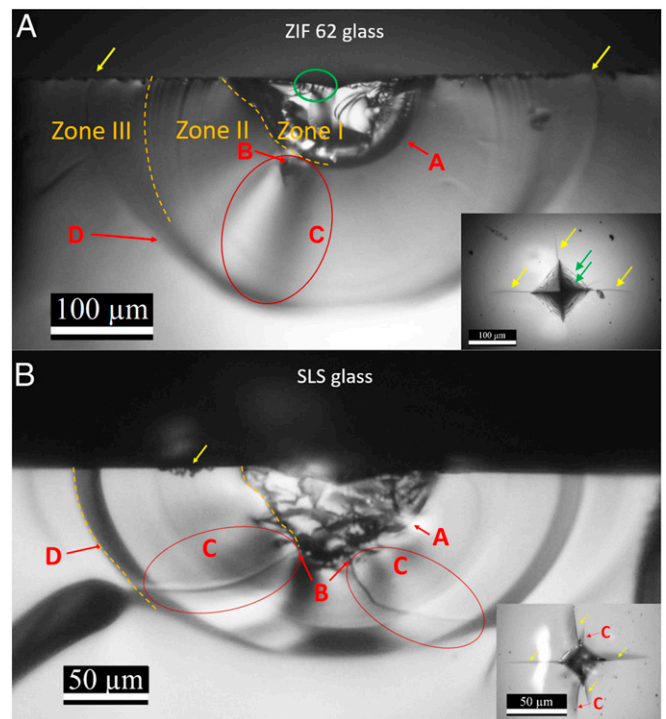 A
ZIF 62 glass
Zone III
Zone II
Zone I
B
A
C
D
100 µm
100 µm
B
SLS glass
A
C
C
D
B
C
50 µm
50 µm
C